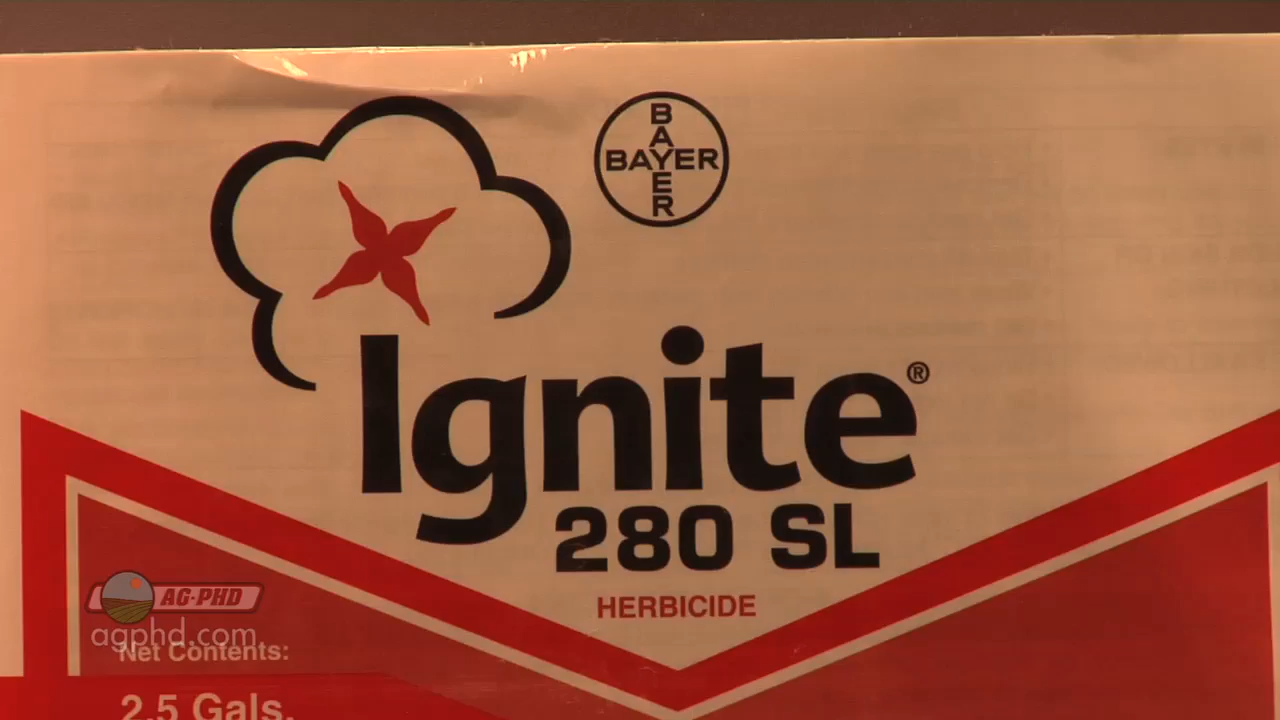 BAYER
BAYER
Ignite®
280 SL
HERBICIDE
AG·PHD
agphd.com
Net Contents:
2.5 Gals.